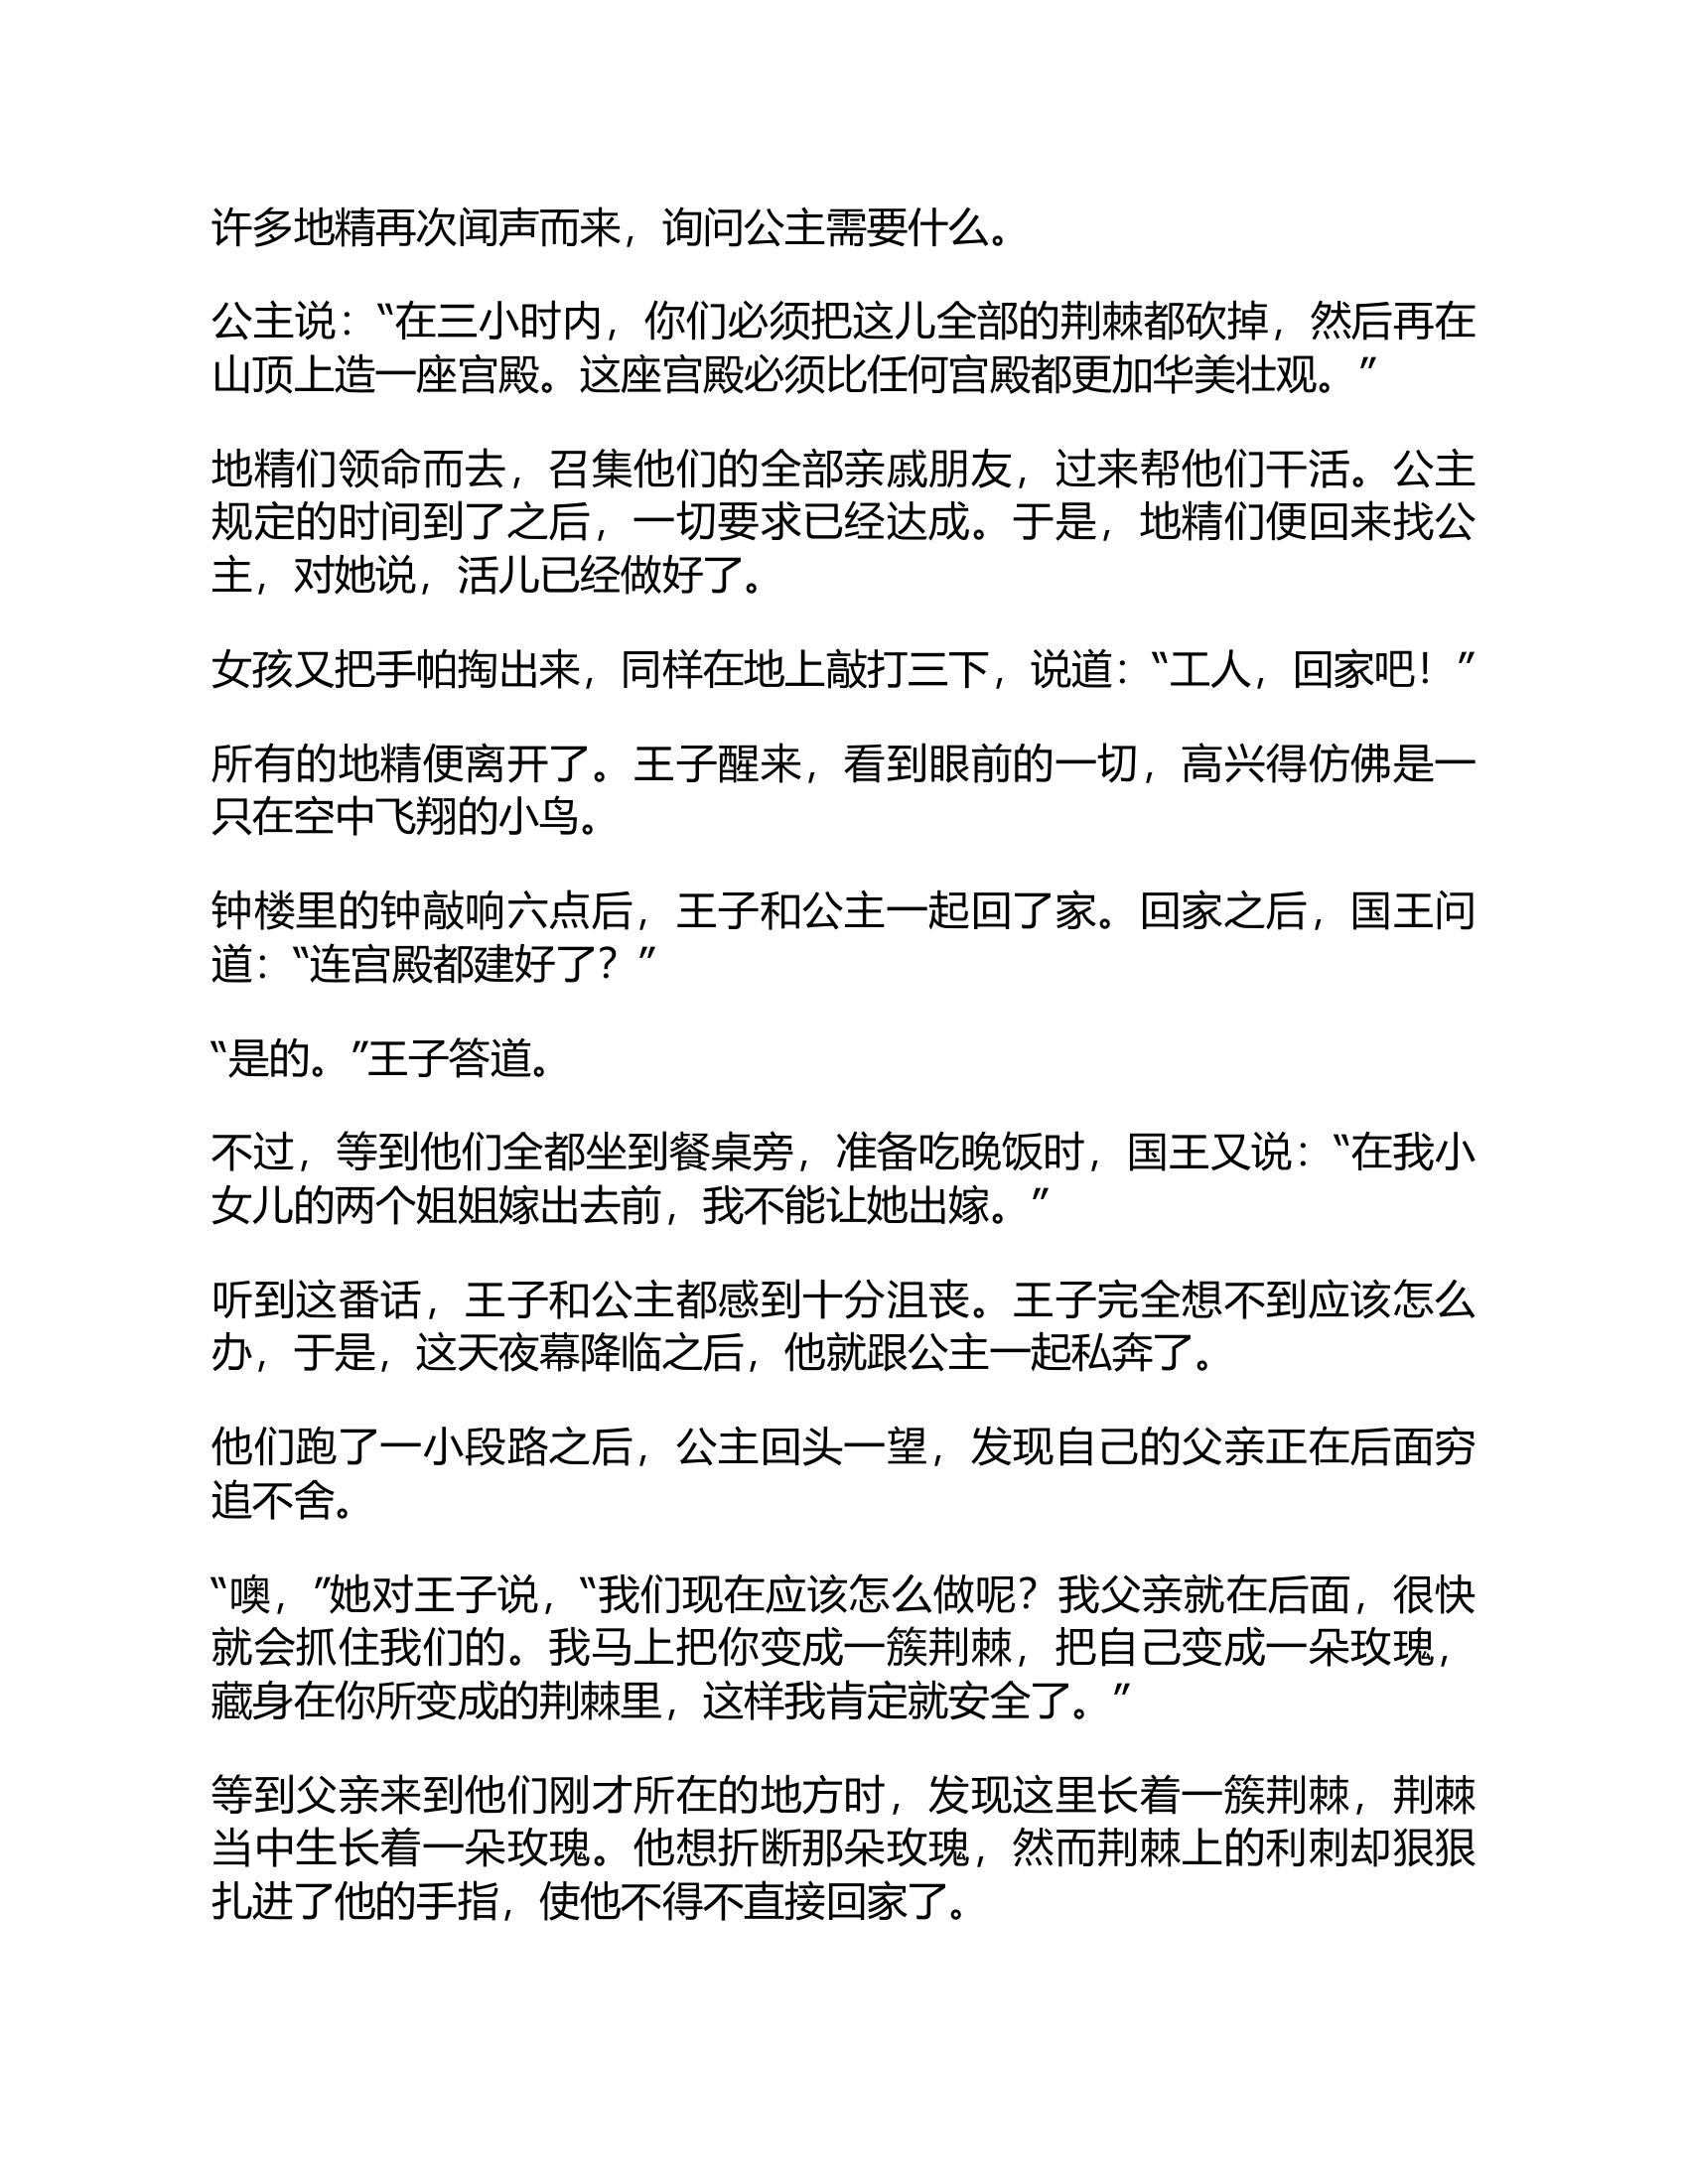 许多地精再次闻声而来，询问公主需要什么。
公主说：“在三小时内，你们必须把这儿全部的荆棘都砍掉，然后再在
山顶上造一座宫殿。这座宫殿必须比任何宫殿都更加华美壮观。”
地精们领命而去，召集他们的全部亲戚朋友，过来帮他们干活。公主
规定的时间到了之后，一切要求已经达成。于是，地精们便回来找公
主，对她说，活儿已经做好了。
女孩又把手帕掏出来，同样在地上敲打三下，说道：“工人，回家吧！”
所有的地精便离开了。王子醒来，看到眼前的一切，高兴得仿佛是一
只在空中飞翔的小鸟。
钟楼里的钟敲响六点后，王子和公主一起回了家。回家之后，国王问
道：“连宫殿都建好了？”
“是的。”王子答道。
不过，等到他们全都坐到餐桌旁，准备吃晚饭时，国王又说：“在我小
女儿的两个姐姐嫁出去前，我不能让她出嫁。”
听到这番话，王子和公主都感到十分沮丧。王子完全想不到应该怎么
办，于是，这天夜幕降临之后，他就跟公主一起私奔了。
他们跑了一小段路之后，公主回头一望，发现自己的父亲正在后面穷
追不舍。
“噢，”她对王子说，“我们现在应该怎么做呢？我父亲就在后面，很快
就会抓住我们的。我马上把你变成一簇荆棘，把自己变成一朵玫瑰，
藏身在你所变成的荆棘里，这样我肯定就安全了。”
等到父亲来到他们刚才所在的地方时，发现这里长着一簇荆棘，荆棘
当中生长着一朵玫瑰。他想折断那朵玫瑰，然而荆棘上的利刺却狠狠
扎进了他的手指，使他不得不直接回家了。